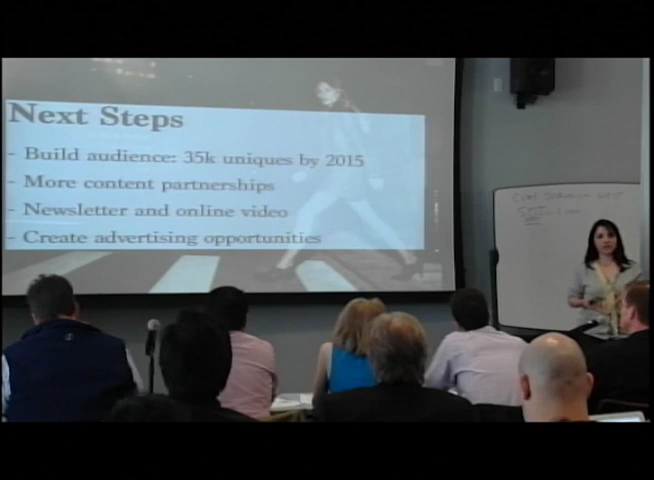 Next Steps
- Build audience: 35k uniques by 2015
- More content partnerships
- Newsletter and online video
- Create advertising opportunities